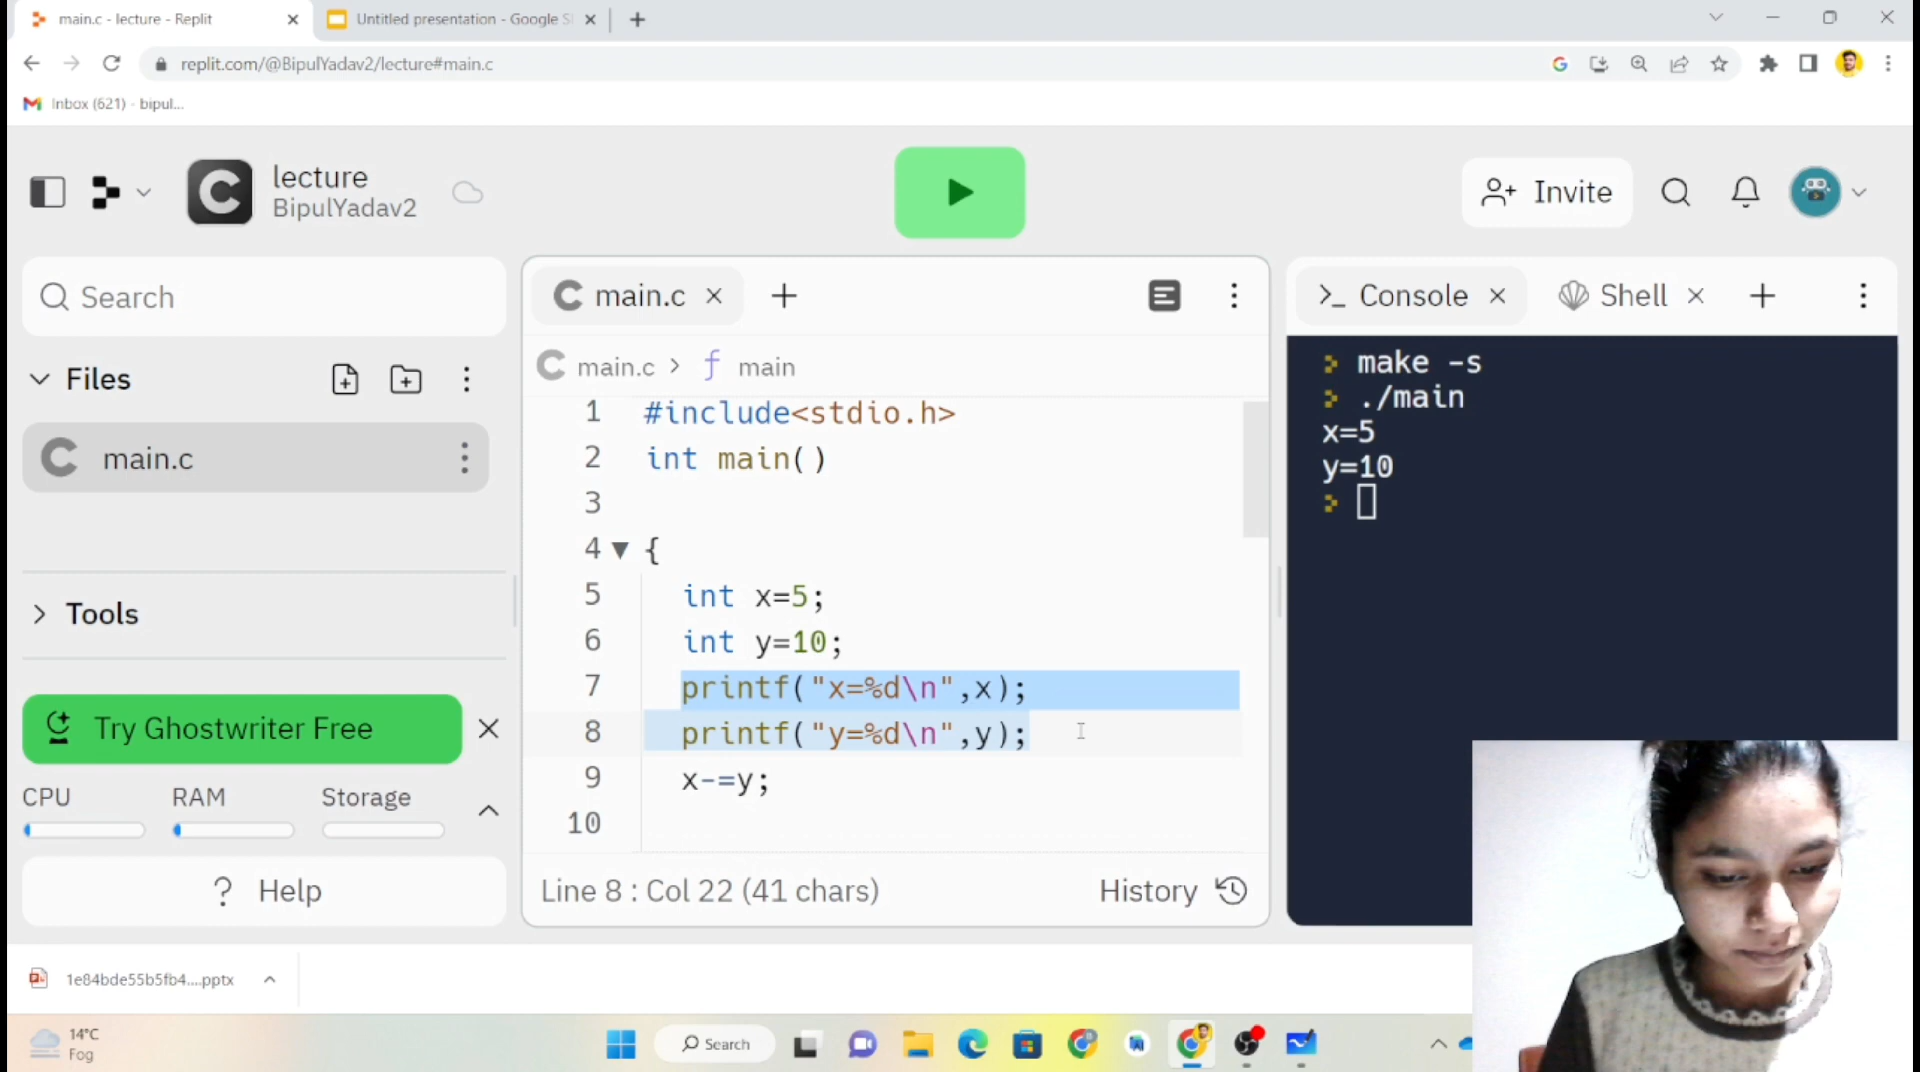 main.c - lecture - Replit
Untitled presentation - Google Sl
replit.com/@BipulYadav2/lecture#main.c
Inbox (621) - bipul...
lecture
BipulYadav2
Invite
Search
Files
main.c
Tools
Try Ghostwriter Free
CPU RAM Storage
? Help
main.c
main.c > f main
1 #include<stdio.h>
2 int main()
3
4 {
5 int x=5;
6 int y=10;
7 printf("x=%d\n",x);
8 printf("y=%d\n",y);
9 x-=y;
10
Line 8 : Col 22 (41 chars)
History
Console
Shell
make -s
./main
x=5
y=10
1e84bde55b5fb4....pptx
14°C
Fog
Search